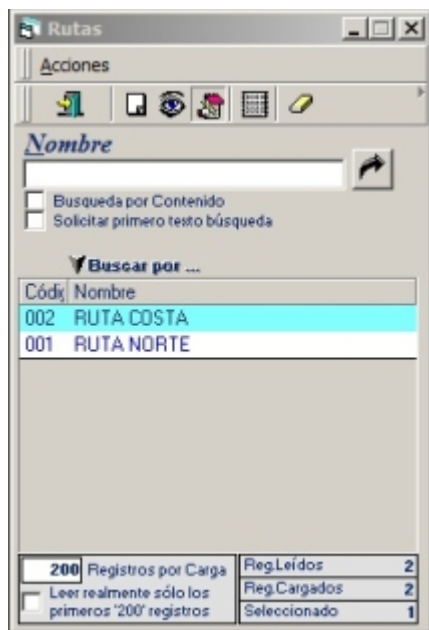 Rutas
Acciones
Nombre
Busqueda por Contenido
Solicitar primero texto búsqueda
Buscar por ...
Códig Nombre
002 RUTA COSTA
001 RUTA NORTE
200 Registros por Carga
Leer realmente sólo los
primeros '200' registros
Reg.Leídos 2
Reg.Cargados 2
Seleccionado 1